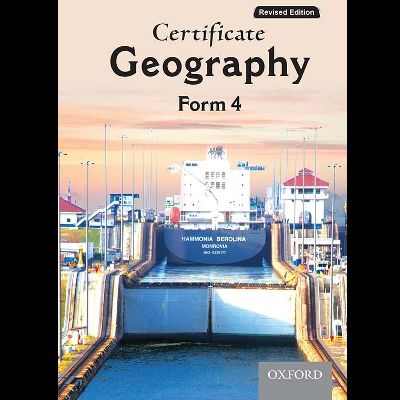 Revised Edition
Certificate
Geography
Form 4
HAMMONIA BEROLINA
MONROVIA
OXFORD